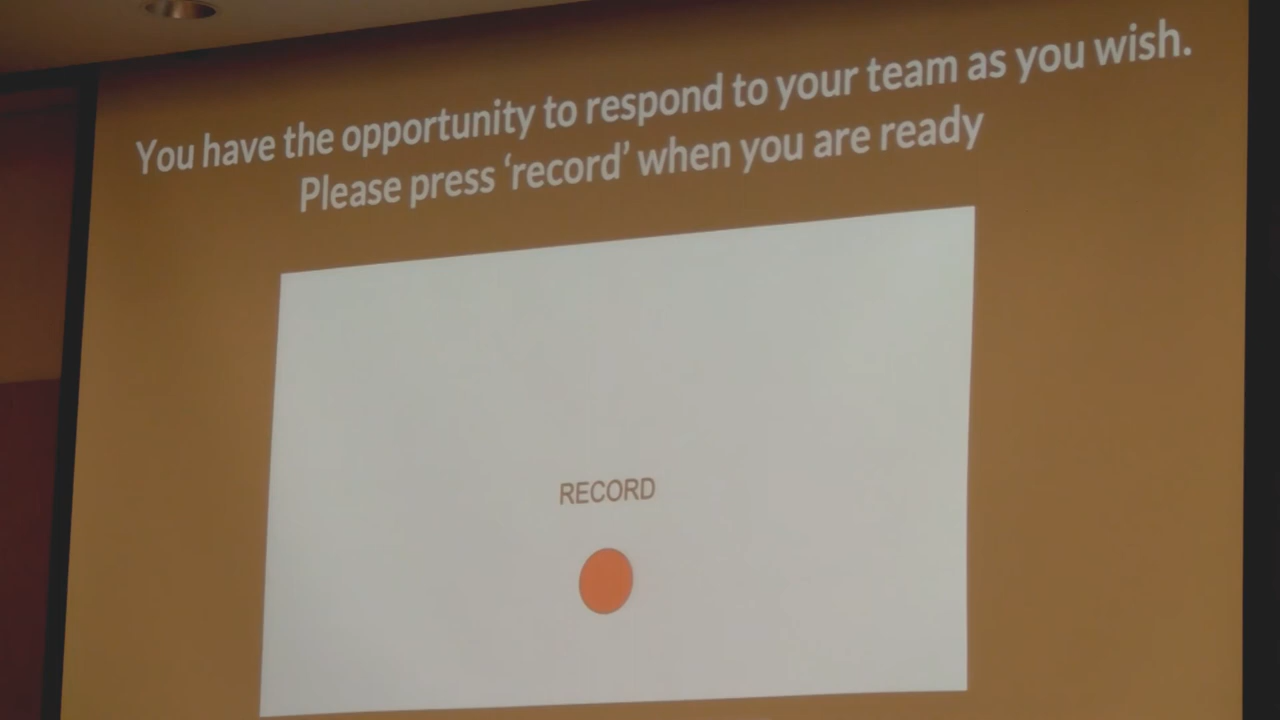 You have the opportunity to respond to your team as you wish.
Please press ‘record’ when you are ready
RECORD